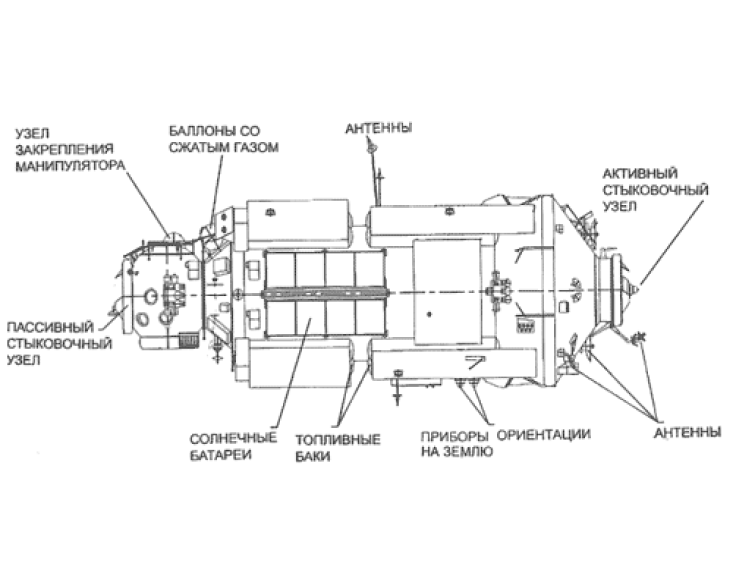 УЗЕЛ
ЗАКРЕПЛЕНИЯ
МАНИПУЛЯТОРА
БАЛЛОНЫ СО
СЖАТЫМ ГАЗОМ
АНТЕННЫ
АКТИВНЫЙ
СТЫКОВОЧНЫЙ
УЗЕЛ
ПАССИВНЫЙ
СТЫКОВОЧНЫЙ
УЗЕЛ
СОЛНЕЧНЫЕ
БАТАРЕИ
ТОПЛИВНЫЕ
БАКИ
ПРИБОРЫ ОРИЕНТАЦИИ
НА ЗЕМЛЮ
АНТЕННЫ